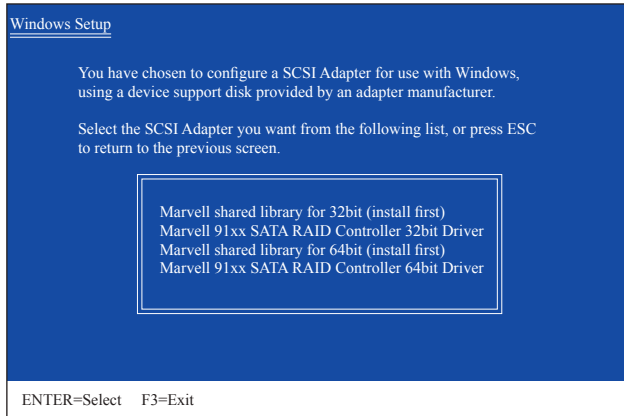 Windows Setup
You have chosen to configure a SCSI Adapter for use with Windows,
using a device support disk provided by an adapter manufacturer.
Select the SCSI Adapter you want from the following list, or press ESC
to return to the previous screen.
Marvell shared library for 32bit (install first)
Marvell 91xx SATA RAID Controller 32bit Driver
Marvell shared library for 64bit (install first)
Marvell 91xx SATA RAID Controller 64bit Driver
ENTER=Select F3=Exit